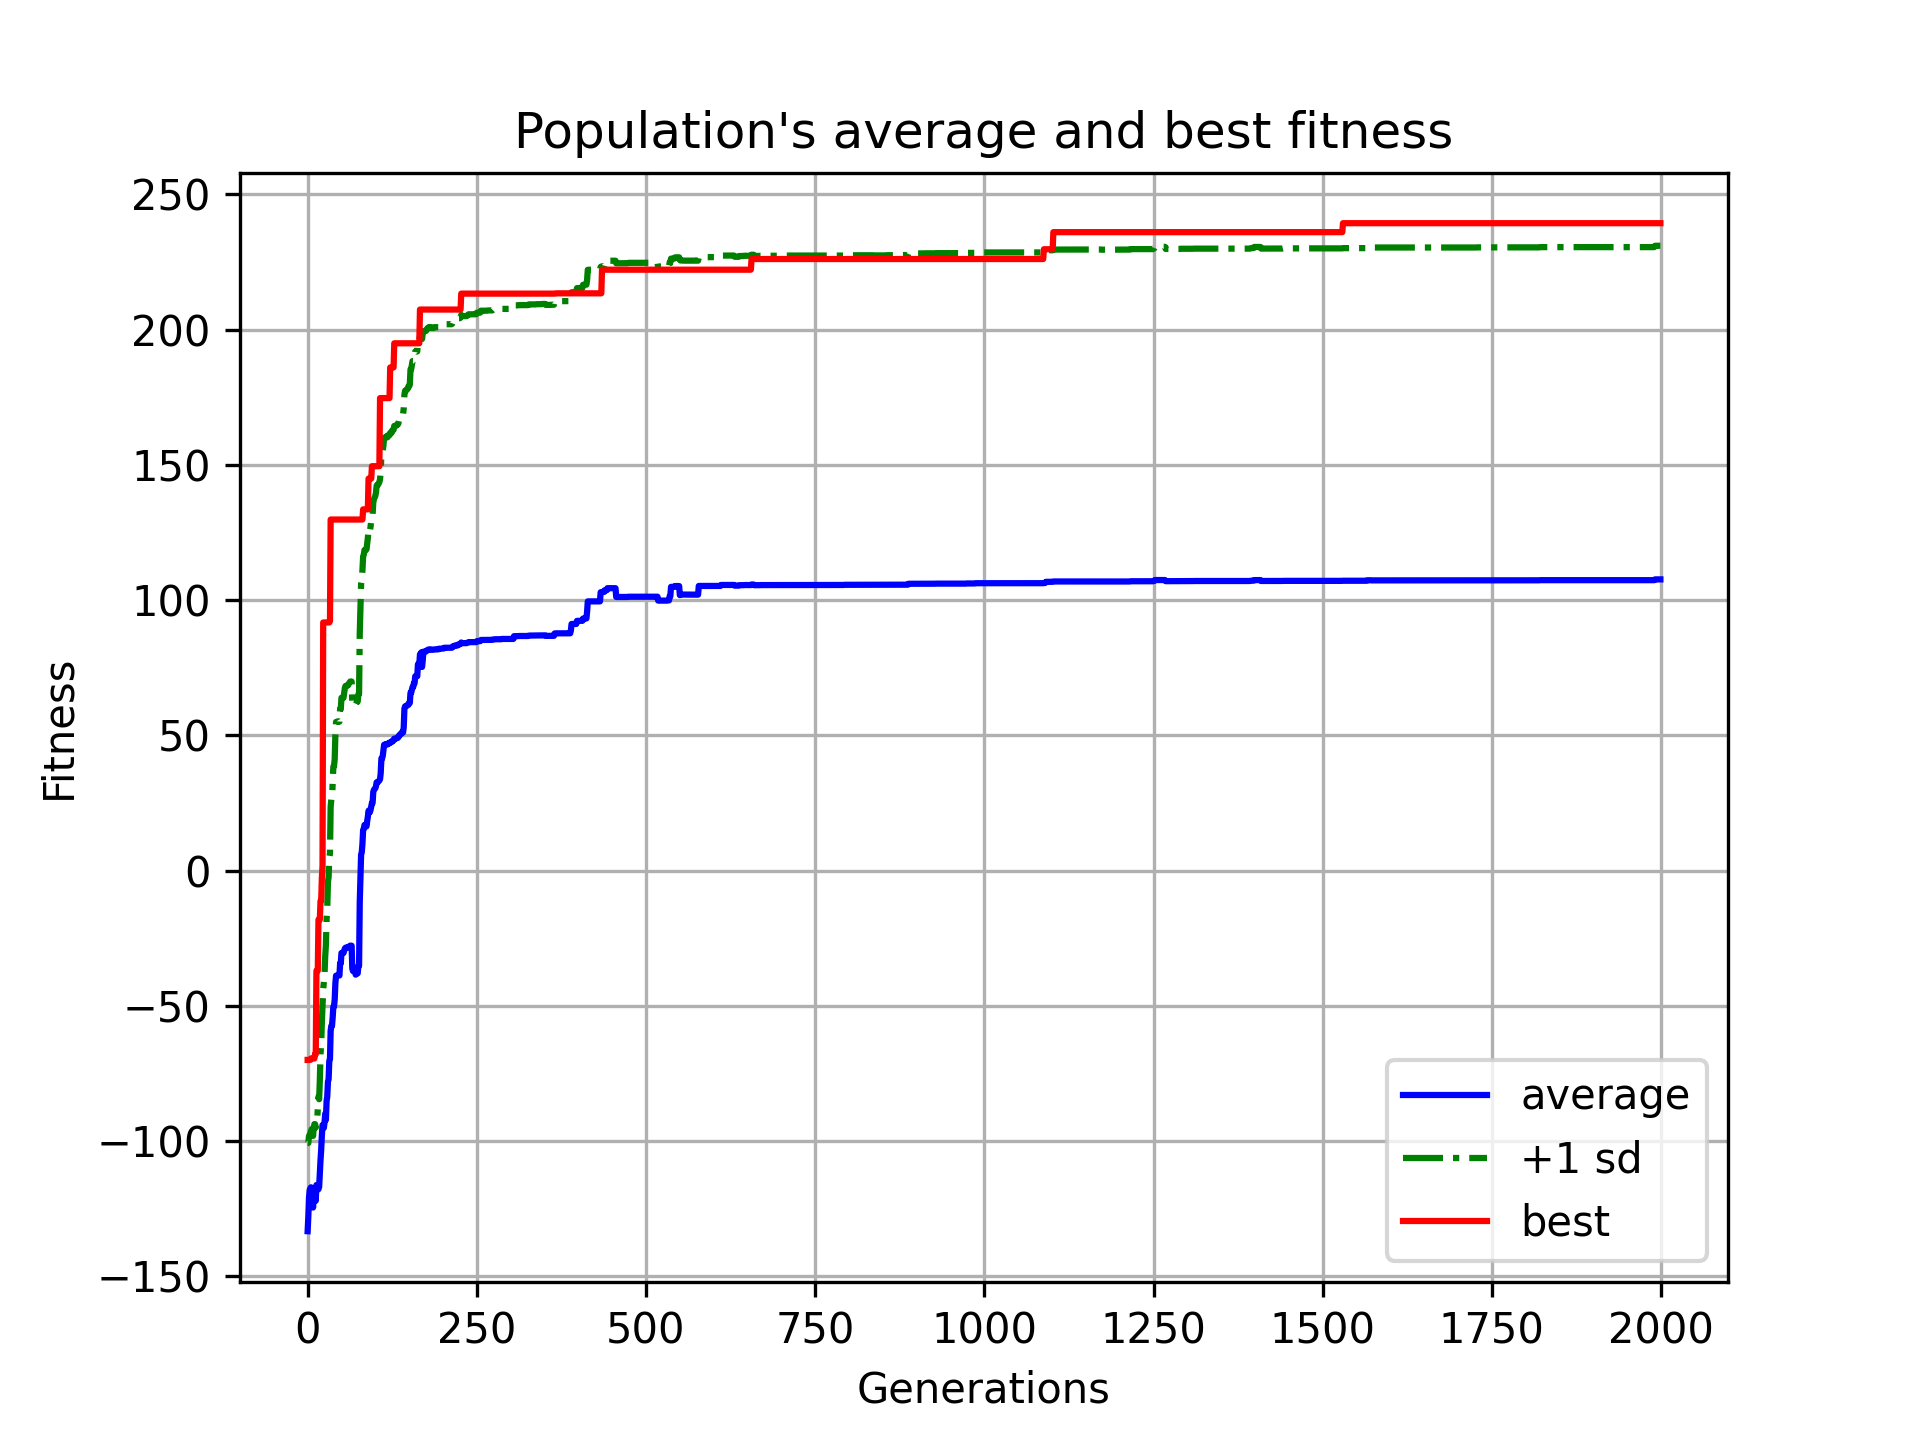 Population's average and best fitness
250
200
150
100
50
0
−50
−100
−150
Fitness
0 250 500 750 1000 1250 1500 1750 2000
Generations
average
+1 sd
best